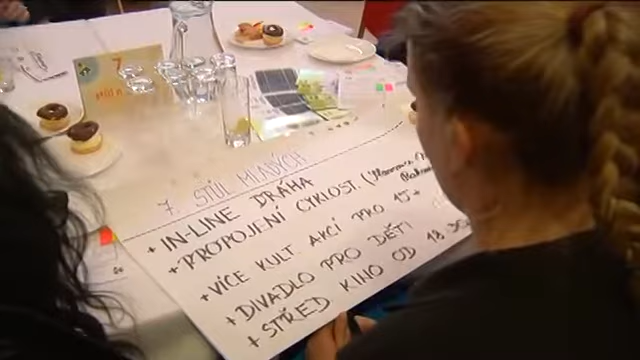 7
7. STŮL MLADÝCH
+ IN-LINE DRÁHA
+ PROPOJENÍ CYKLOST.
+ VÍCE KULT. AKCÍ PRO 15+
+ DIVADLO PRO DĚTI
+ STŘED KINO OD 18.30